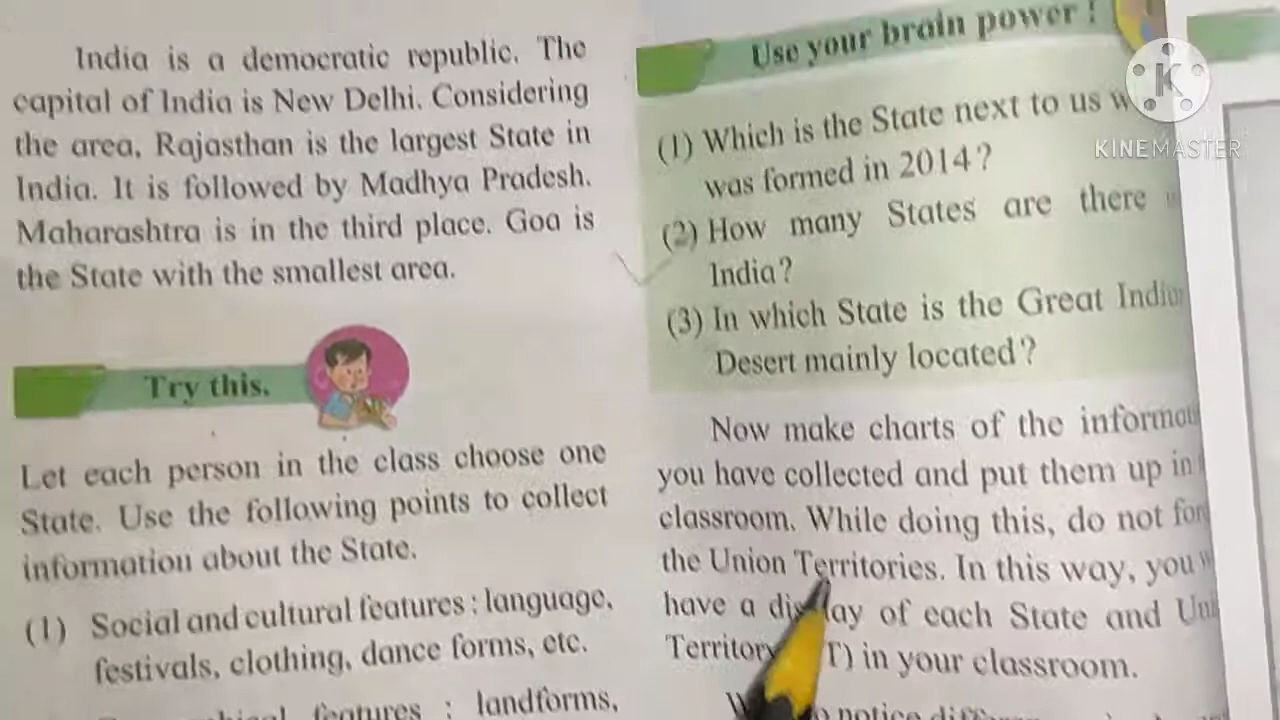 India is a democratic republic. The
capital of India is New Delhi. Considering
the area, Rajasthan is the largest State in
India. It is followed by Madhya Pradesh.
Maharashtra is in the third place. Goa is
the State with the smallest area.
Try this.
Let each person in the class choose one
State. Use the following points to collect
information about the State.
(1) Social and cultural features : language,
festivals, clothing, dance forms, etc.
features : landforms,
Use your brain power !
(1) Which is the State next to us
was formed in 2014?
(2) How many States are there
India?
(3) In which State is the Great
Desert mainly located?
Now make charts of the
you have collected and put them up in
classroom. While doing this, do not
the Union Territories. In this way, you
have a of each State and
Territory T) in your classroom.
notice
K
KINEMASTER